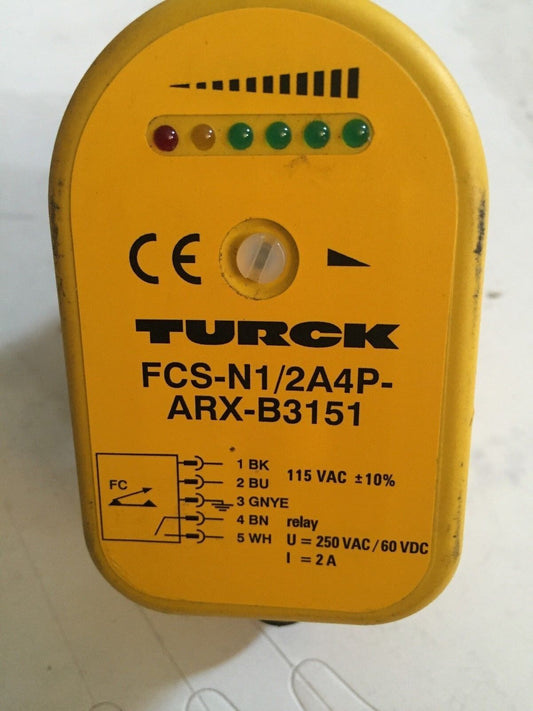 CE
TURCK
FCS-N1/2A4P-
ARX-B3151
FC
1 BK
2 BU
3 GNYE
4 BN
5 WH
115 VAC ±10%
relay
U = 250 VAC/60 VDC
I = 2 A